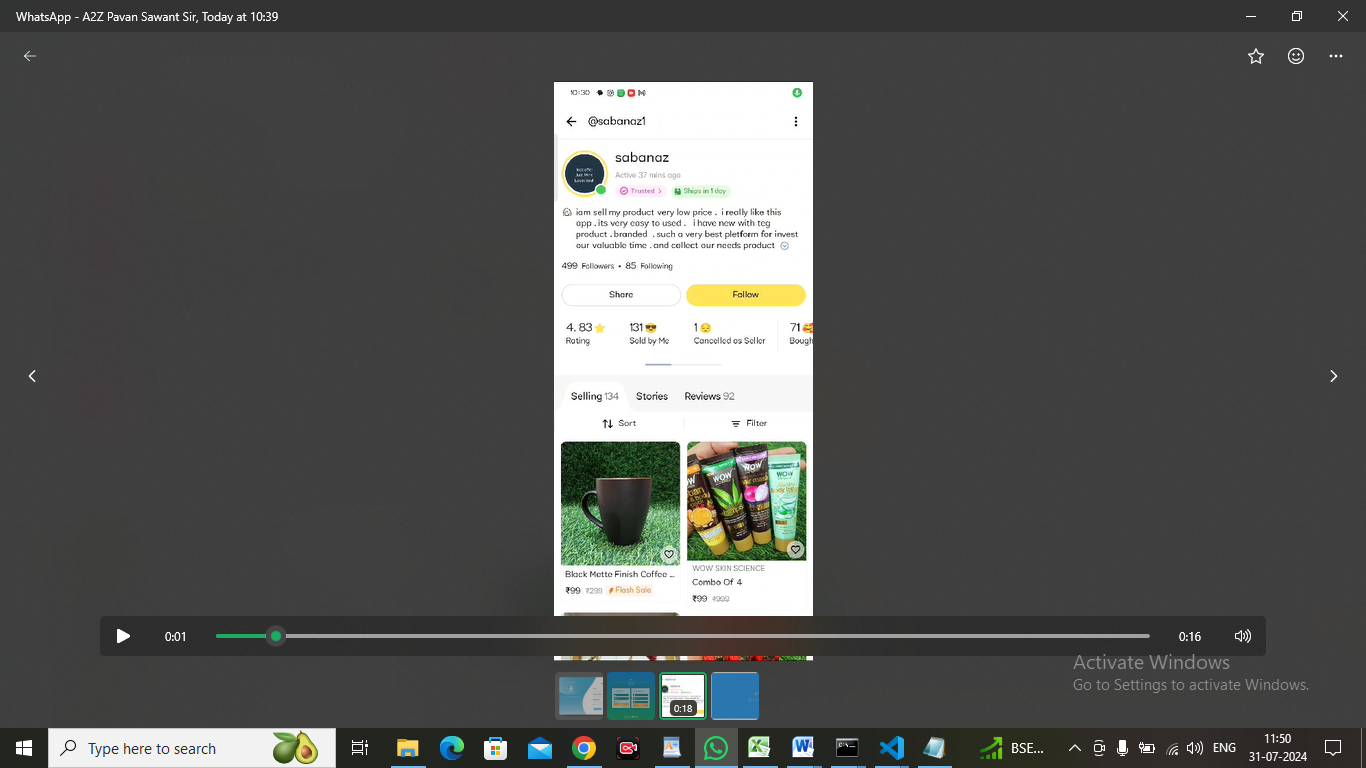 WhatsApp - A2Z Pavan Sawant Sir, Today at 10:39
10:30
@sabanaz1
sabanaz
Active 37 mins ago
Trusted >
Ships in 1 day
iam sell my product very low price . i really like this
app .its very easy to used . i have new with teg
product .branded .such a very best pletform for invest
our valuable time .and collect our needs product
499 Followers • 85 Following
Share
Follow
4.83
131
1
71
Rating
Sold by Me
Cancelled as Seller
Bough
Selling 134
Stories
Reviews 92
Sort
Filter
WOW
WOW
WOW
Black Matte Finish Coffee ...
₹99 ₹299 Flash Sale
WOW SKIN SCIENCE
Combo Of 4
₹99 ₹999
0:01
0:16
Activate Windows
Go to Settings to activate Windows.
0:18
Type here to search
BSE...
ENG
11:50
31-07-2024